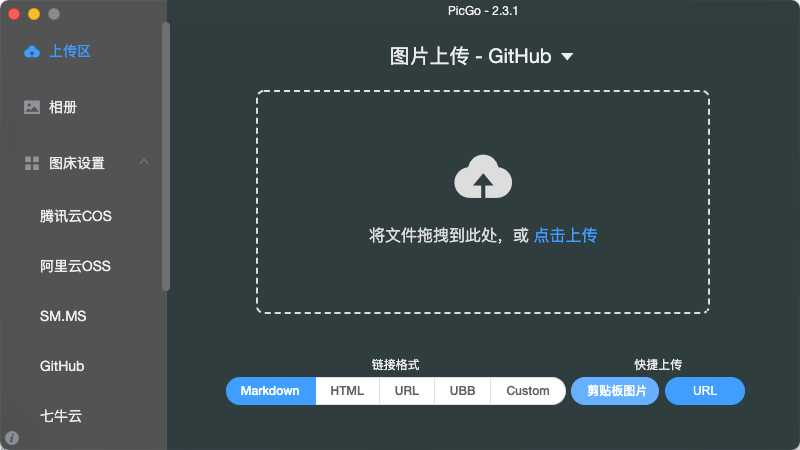 PicGo - 2.3.1
上传区
相册
图床设置
腾讯云COS
阿里云OSS
SM.MS
GitHub
七牛云
图片上传 - GitHub
将文件拖拽到此处，或 点击上传
链接格式
Markdown HTML URL UBB Custom
快捷上传
剪贴板图片 URL